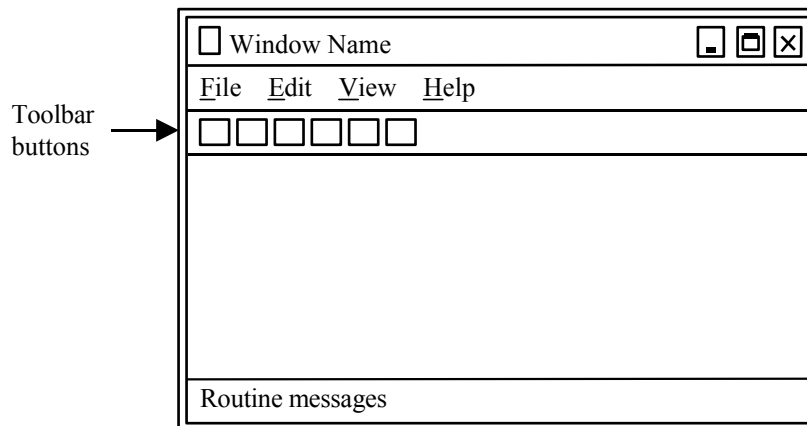 Window Name
File Edit View Help
Toolbar
buttons
Routine messages